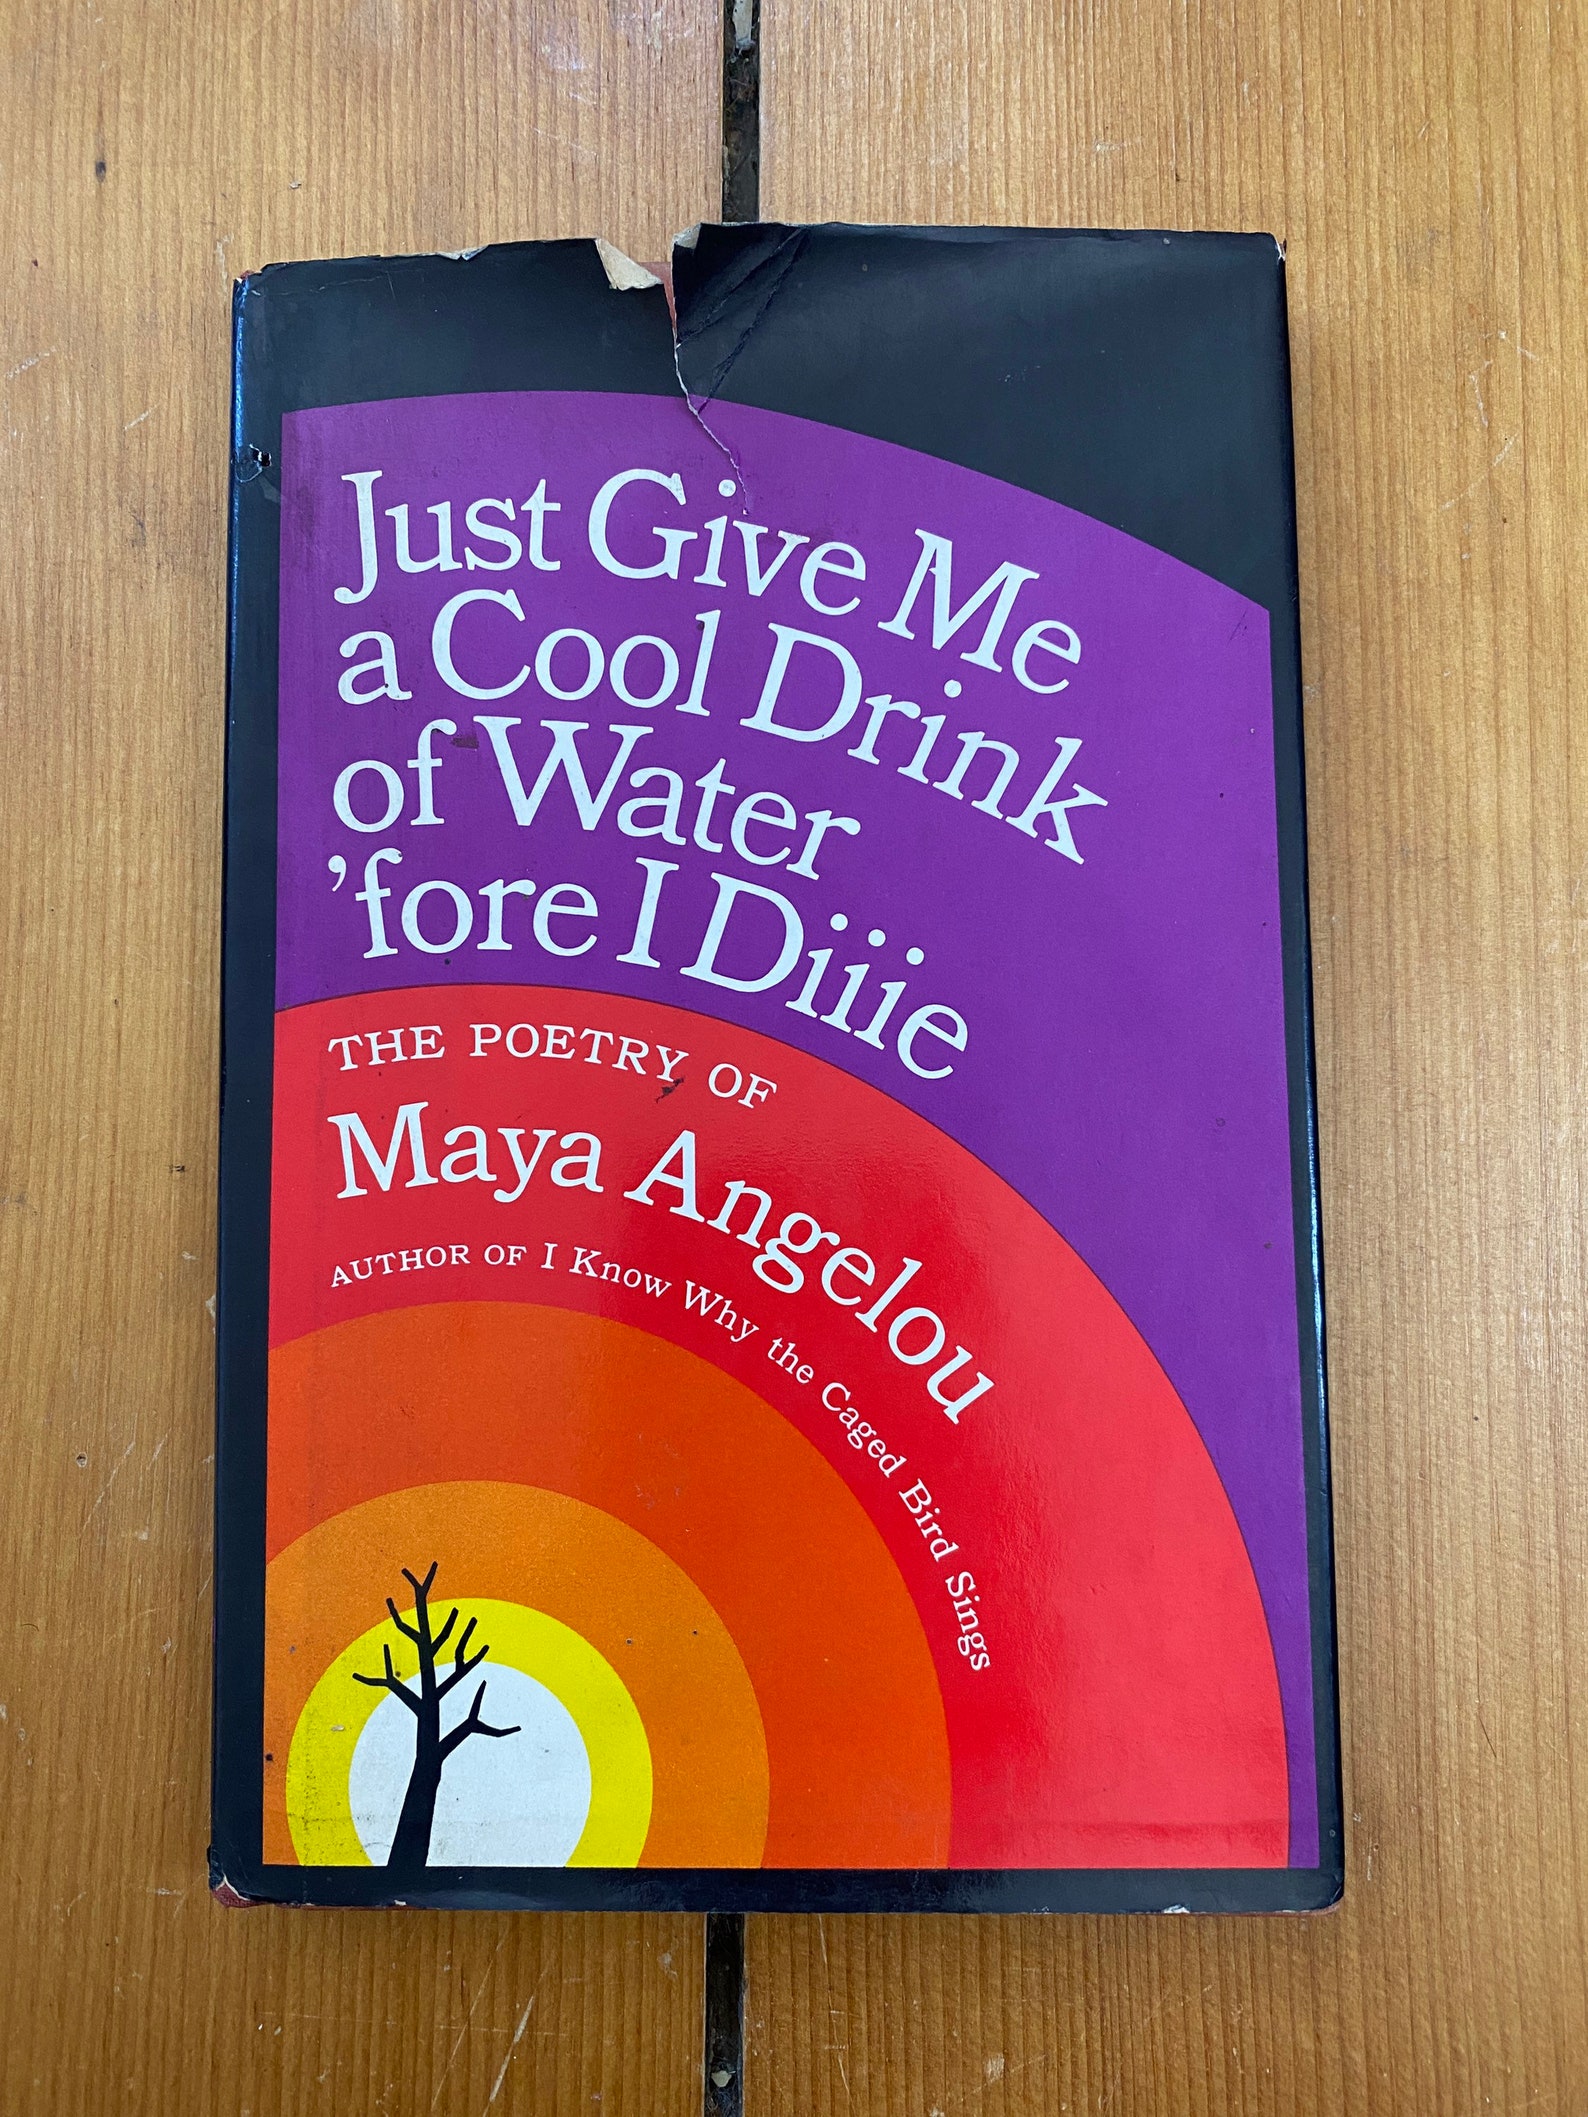 Just Give Me
a Cool Drink
of Water
’fore I Diiie
THE POETRY OF
Maya Angelou
AUTHOR OF I Know Why the Caged Bird Sings